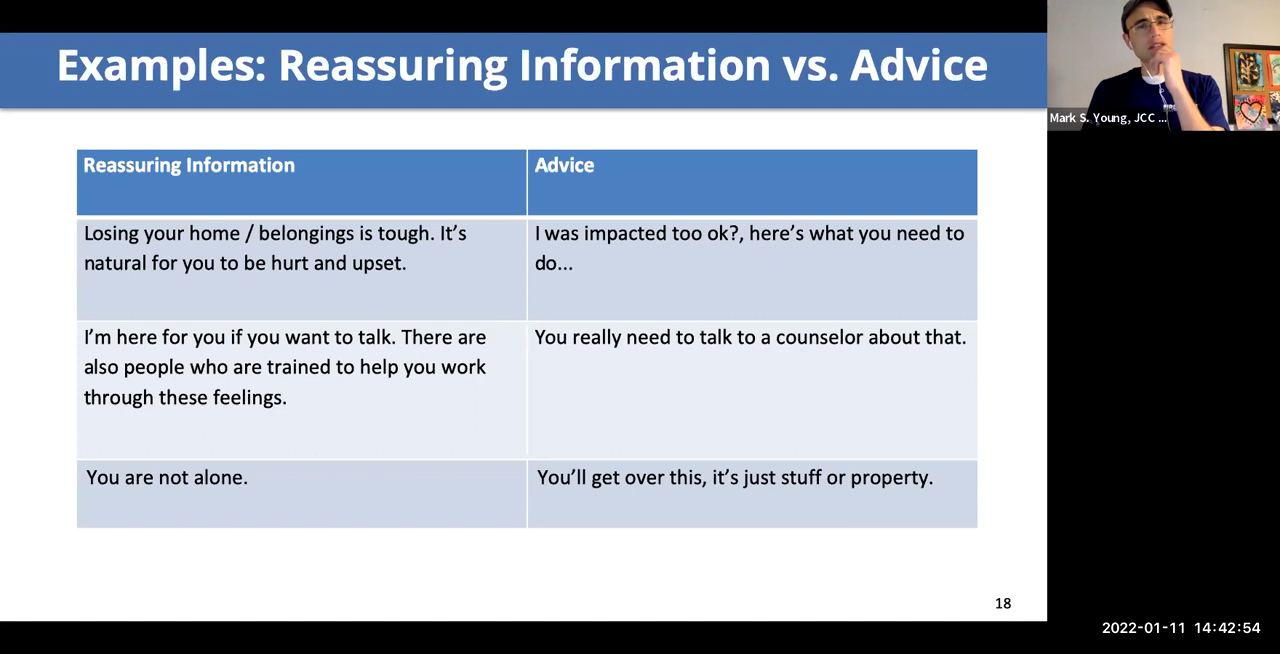 Examples: Reassuring Information vs. Advice
Mark S. Young, JCC ...
Reassuring Information
Advice
Losing your home / belongings is tough. It’s
natural for you to be hurt and upset.
I was impacted too ok?, here’s what you need to
do...
I’m here for you if you want to talk. There are
also people who are trained to help you work
through these feelings.
You really need to talk to a counselor about that.
You are not alone.
You’ll get over this, it’s just stuff or property.
18
2022-01-11 14:42:54